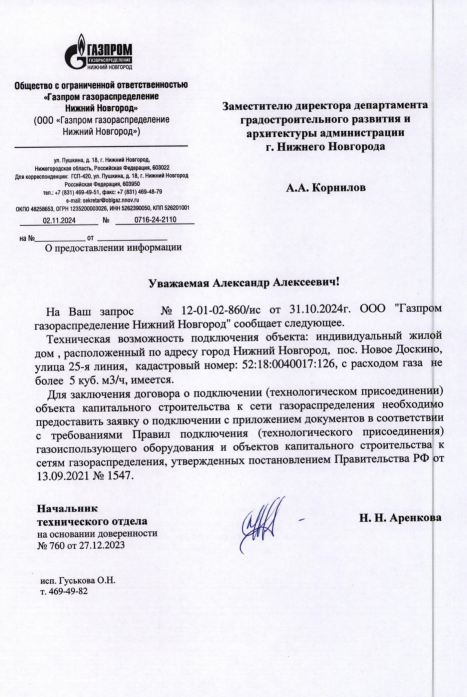 ГАЗПРОМ
ГАЗОРАСПРЕДЕЛЕНИЕ
НИЖНИЙ НОВГОРОД
Общество с ограниченной ответственностью
«Газпром газораспределение
Нижний Новгород»
(ООО «Газпром газораспределение
Нижний Новгород»)
ул. Пушкина, д. 18, г. Нижний Новгород,
Нижегородская область, Российская Федерация, 603022
Для корреспонденции: ГСП-420, ул. Пушкина, д. 18, г. Нижний Новгород
Российская Федерация, 603950
тел.: +7 (831) 469-49-51, факс: +7 (831) 469-48-79
e-mail: sekretar@oblgaz.nnov.ru
ОКПО 48258653, ОГРН 1235200003026, ИНН 5262390050, КПП 526201001
02.11.2024 № 0716-24-2110
на № от
О предоставлении информации
Заместителю директора департамента
градостроительного развития и
архитектуры администрации
г. Нижнего Новгорода
А.А. Корнилов
Уважаемая Александр Алексеевич!
На Ваш запрос № 12-01-02-860/ис от 31.10.2024г. ООО "Газпром
газораспределение Нижний Новгород" сообщает следующее.
Техническая возможность подключения объекта: индивидуальный жилой
дом , расположенный по адресу город Нижний Новгород, пос. Новое Доскино,
улица 25-я линия, кадастровый номер: 52:18:0040017:126, с расходом газа не
более 5 куб. м3/ч, имеется.
Для заключения договора о подключении (технологическом присоединении)
объекта капитального строительства к сети газораспределения необходимо
предоставить заявку о подключении с приложением документов в соответствии
с требованиями Правил подключения (технологического присоединения)
газоиспользующего оборудования и объектов капитального строительства к
сетям газораспределения, утвержденных постановлением Правительства РФ от
13.09.2021 № 1547.
Начальник
технического отдела
на основании доверенности
№ 760 от 27.12.2023
Н. Н. Аренкова
исп. Гуськова О.Н.
т. 469-49-82